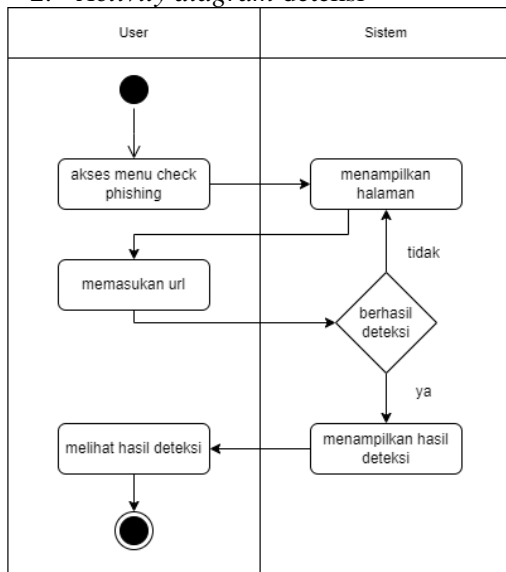 2. Activity diagram deteksi
User
Sistem
akses menu check
phishing
menampilkan
halaman
tidak
memasukan url
berhasil
deteksi
ya
melihat hasil deteksi
menampilkan hasil
deteksi